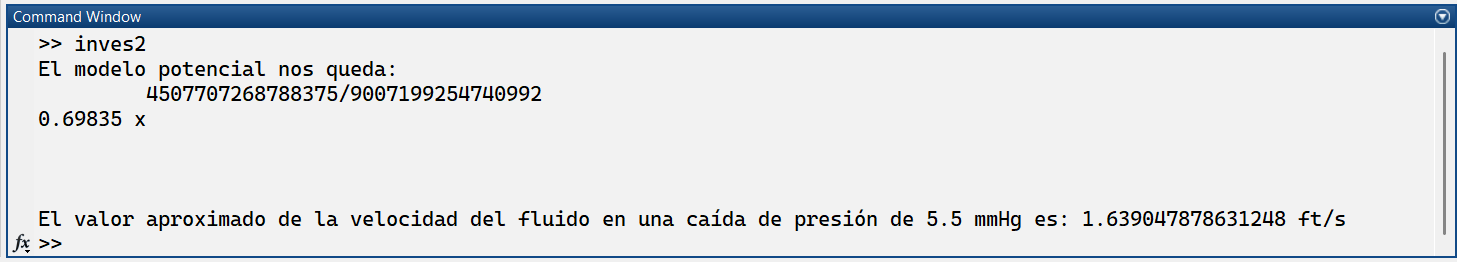 Command Window
>> inves2
El modelo potencial nos queda:
4507707268788375/9007199254740992
0.69835 x
El valor aproximado de la velocidad del fluido en una caída de presión de 5.5 mmHg es: 1.639047878631248 ft/s
fx >>